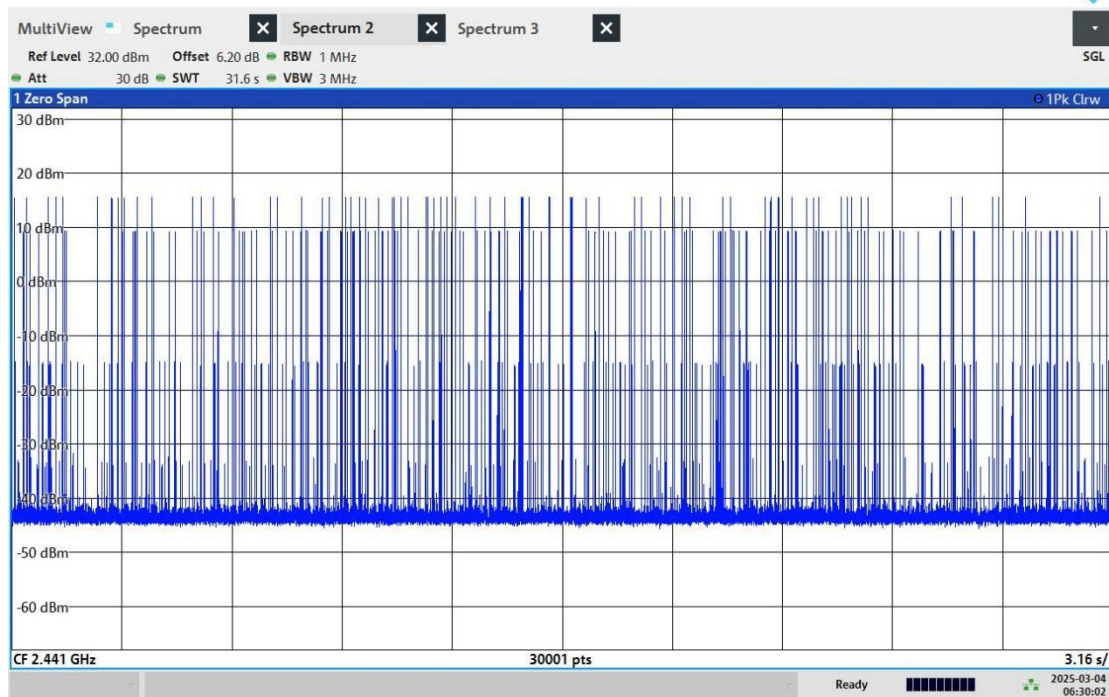 MultiView Spectrum X Spectrum 2 X Spectrum 3 X
Ref Level 32.00 dBm Offset 6.20 dB RBW 1 MHz SGL
Att 30 dB SWT 31.6 s VBW 3 MHz
1 Zero Span 1Pk Clrw
30 dBm
20 dBm
10 dBm
0 dBm
-10 dBm
-20 dBm
-30 dBm
-40 dBm
-50 dBm
-60 dBm
CF 2.441 GHz 30001 pts 3.16 s/
Ready 2025-03-04
06:30:02